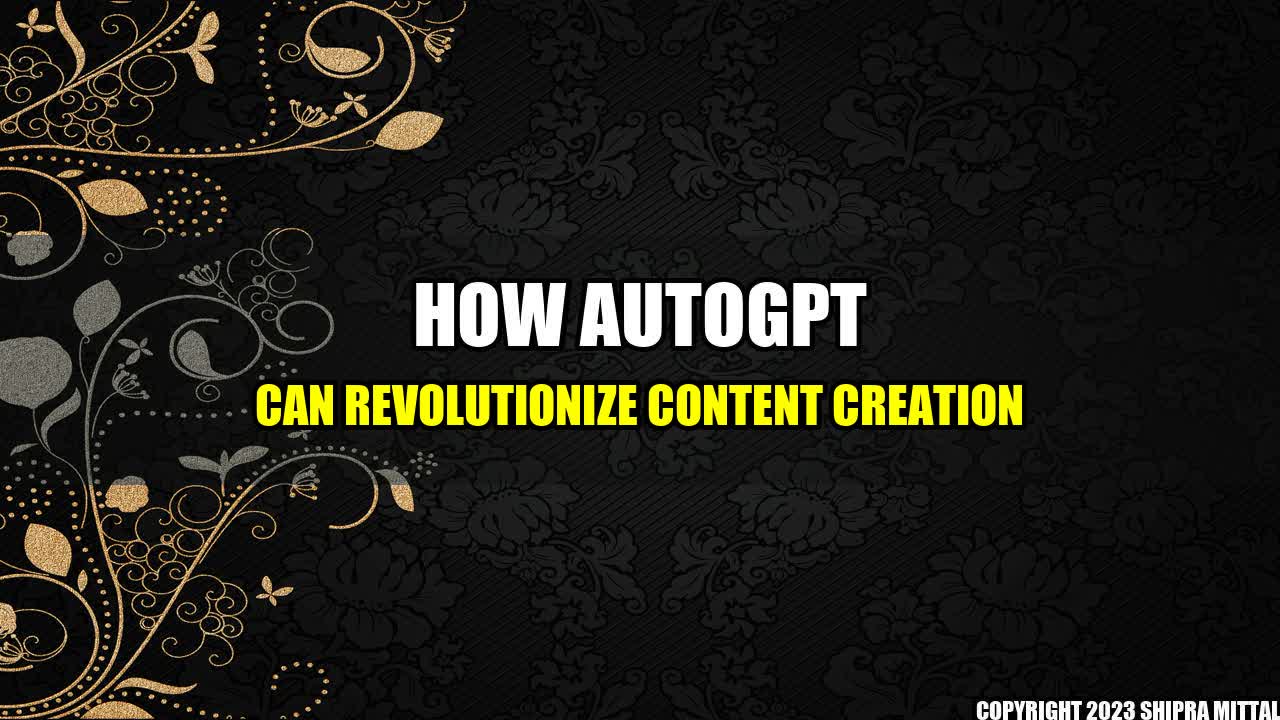 HOW AUTOGPT
CAN REVOLUTIONIZE CONTENT CREATION
COPYRIGHT 2023 SHIPRA MITTAL